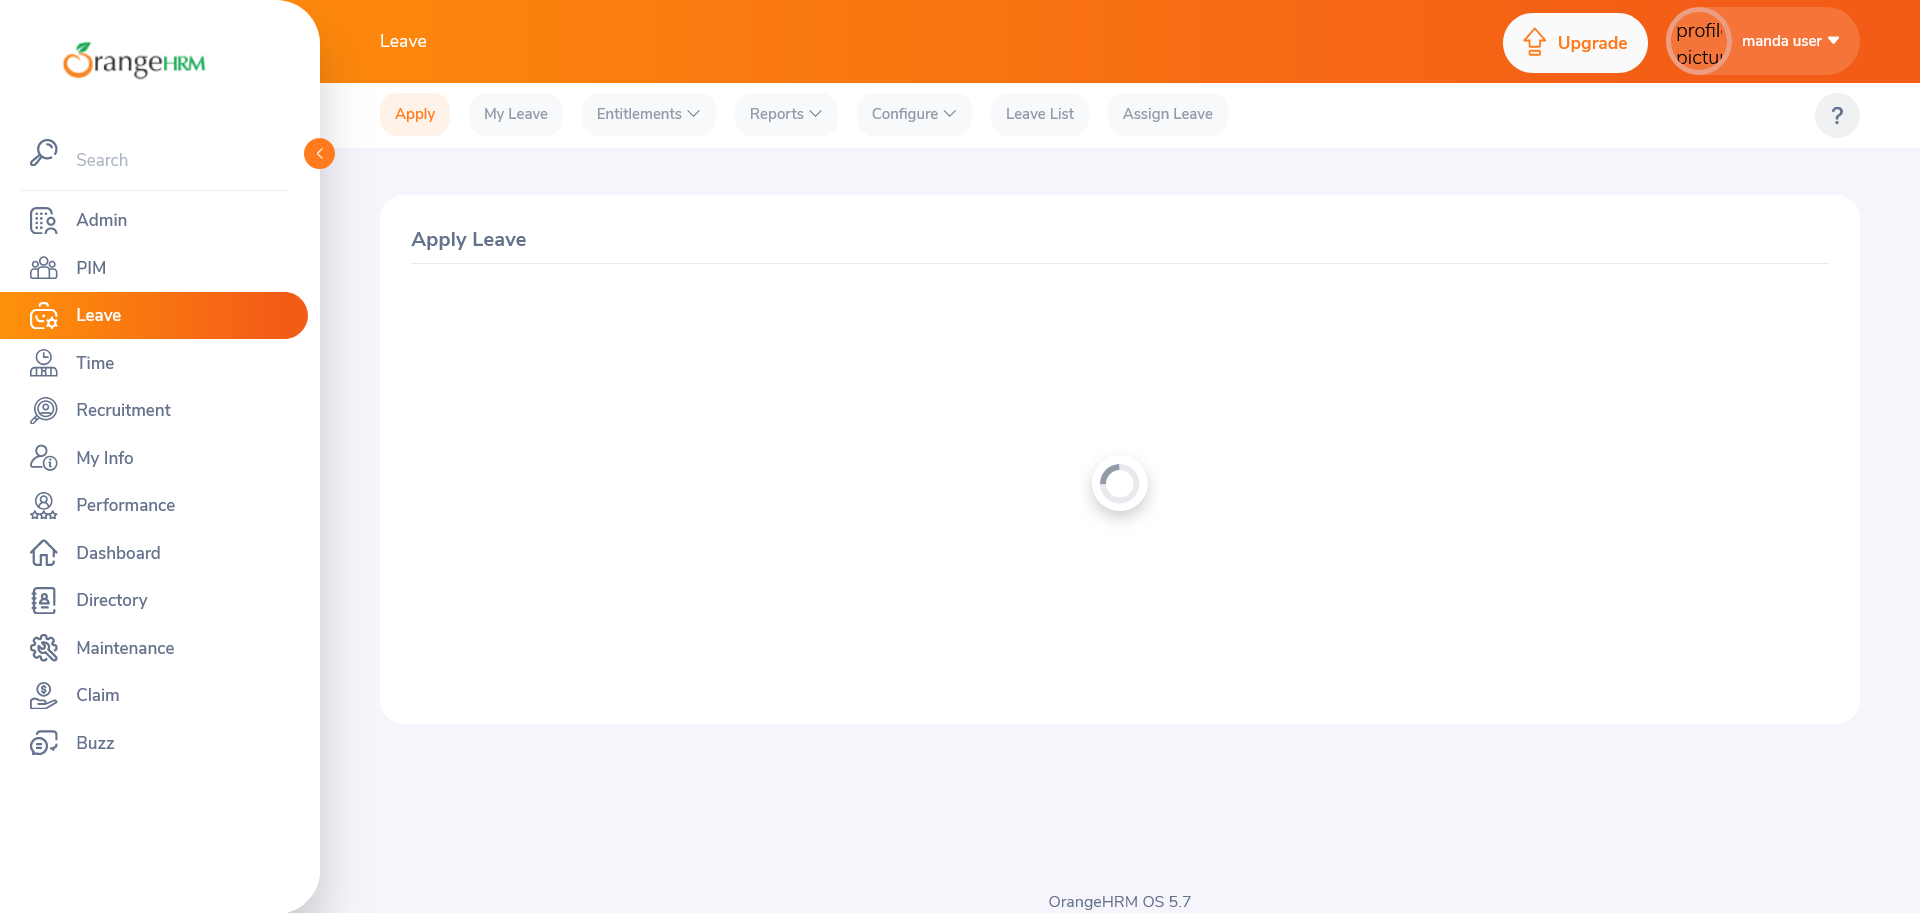 OrangeHRM
Leave
Upgrade
profil
pictu
manda user
Search
Apply
My Leave
Entitlements
Reports
Configure
Leave List
Assign Leave
?
Admin
PIM
Leave
Time
Recruitment
My Info
Performance
Dashboard
Directory
Maintenance
Claim
Buzz
Apply Leave
OrangeHRM OS 5.7